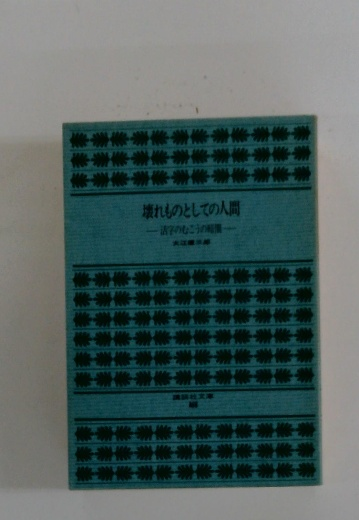 壊れものとしての人間
—活字のむこうの暗闇—
大江健三郎
講談社文庫